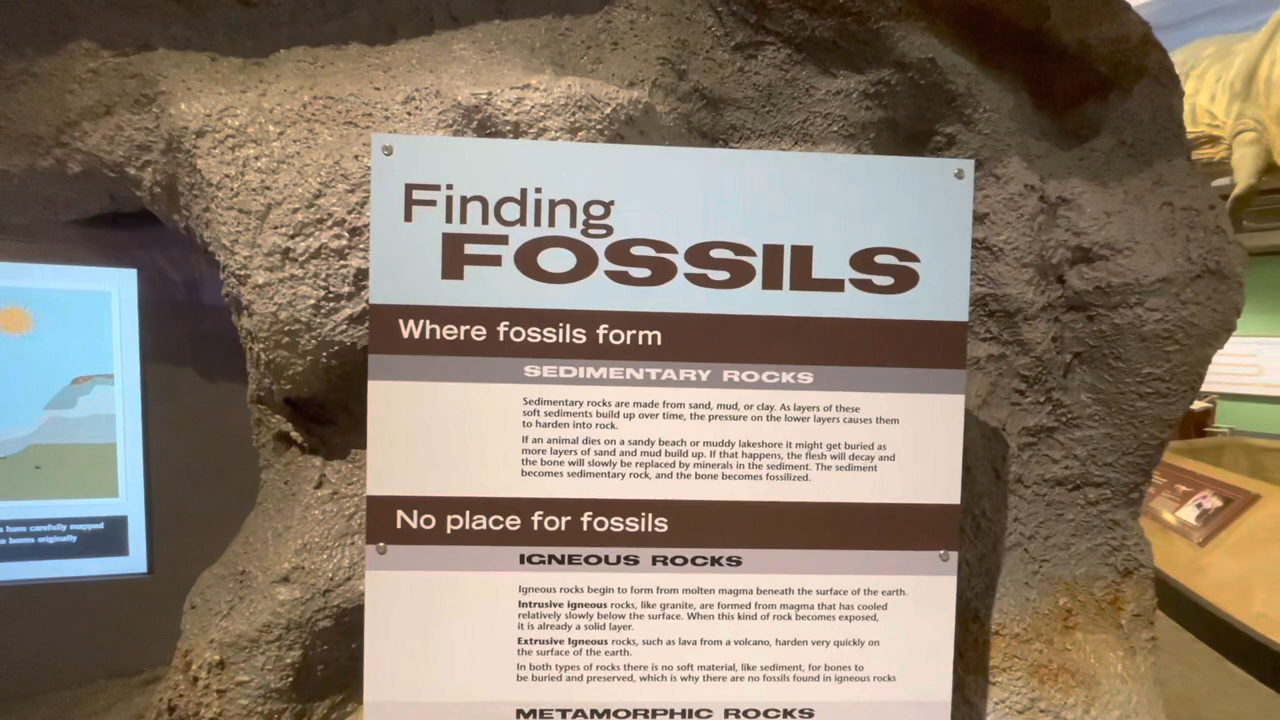 Finding
FOSSILS
Where fossils form
SEDIMENTARY ROCKS
Sedimentary rocks are made from sand, mud, or clay. As layers of these
soft sediments build up over time, the pressure on the lower layers causes them
to harden into rock.
If an animal dies on a sandy beach or muddy lakeshore it might get buried as
more layers of sand and mud build up. If that happens, the flesh will decay and
the bone will slowly be replaced by minerals in the sediment. The sediment
becomes sedimentary rock, and the bone becomes fossilized.
No place for fossils
IGNEOUS ROCKS
Igneous rocks begin to form from molten magma beneath the surface of the earth.
Intrusive igneous rocks, like granite, are formed from magma that has cooled
relatively slowly below the surface. When this kind of rock becomes exposed,
it is already a solid layer.
Extrusive Igneous rocks, such as lava from a volcano, harden very quickly on
the surface of the earth.
In both types of rocks there is no soft material, like sediment, for bones to
be buried and preserved, which is why there are no fossils found in igneous rocks
METAMORPHIC ROCKS
have carefully mapped
bones originally